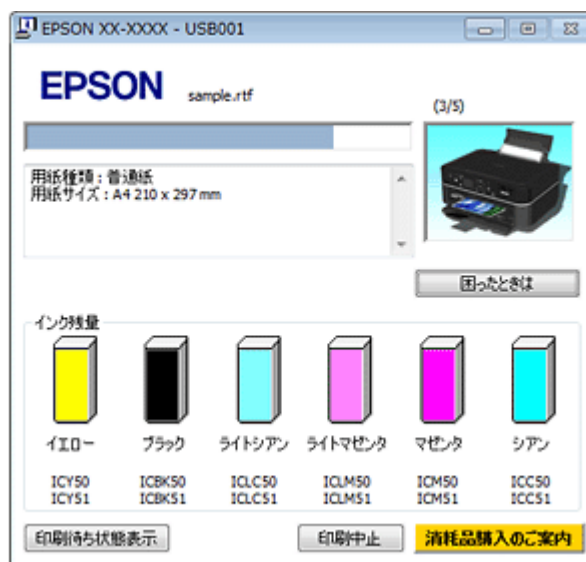 EPSON XX-XXXX - USB001
EPSON
sample.rtf
(3/5)
用紙種類 : 普通紙
用紙サイズ : A4 210 x 297 mm
困ったときは
インク残量
イエロー ブラック ライトシアン ライトマゼンタ マゼンタ シアン
ICY50 ICBK50 ICLC50 ICLM50 ICM50 ICC50
ICY51 ICBK51 ICLC51 ICLM51 ICM51 ICC51
印刷待ち状態表示 印刷中止 消耗品購入のご案内